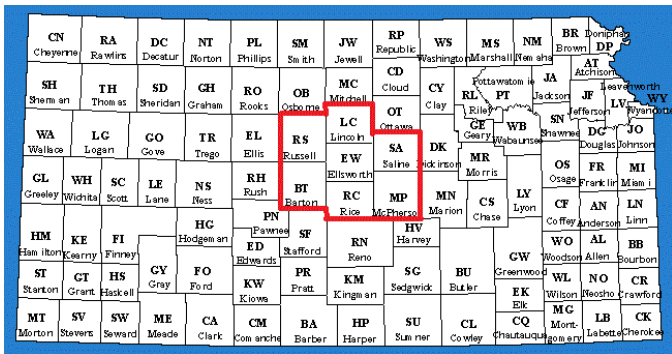 CN RA DC NT PL SM JW RP WS MS NM BR Doniphan
Cheyenne Rawlins Decatur Norton Phillips Smith Jewell Republic Washington Marshall Nemaha Brown DP
SH TH SD GH RO OB MC CD CY RL PT JA AT Atchison
Sherman Thomas Sheridan Graham Rooks Osborne Mitchell Cloud Clay Riley Pottawatomie Jackson JF Jefferson LV Leavenworth WY
WA LG GO TR EL RS LC OT DK GE WB SN DG JO
Wallace Logan Gove Trego Ellis Russell Lincoln Ottawa Dickinson Geary Wabaunsee Shawnee Douglas Johnson
EW SA MR
Ellsworth Saline Morris
GL WH SC LE NS RH BT RC MP MN CS LY OS FR MI
Greeley Wichita Scott Lane Ness Rush Barton Rice McPherson Marion Chase Lyon Osage Franklin Miami
HM KE FI HG PN SF RN HV CF AN LN
Hamilton Kearny Finney Hodgeman Pawnee Stafford Reno Harvey Coffey Anderson Linn
ED GW WO AL BB
Edwards Greenwood Woodson Allen Bourbon
ST GT HS GY FO KW PR KM SG BU EK WL NO CR
Stanton Grant Haskell Gray Ford Kiowa Pratt Kingman Sedgwick Butler Elk Wilson Neosho Crawford
MT SV SW ME CA CM BA HP SU CL CQ MG LB CK
Morton Stevens Seward Meade Clark Comanche Barber Harper Sumner Cowley Chautauqua Mont-
gomery Labette Cherokee